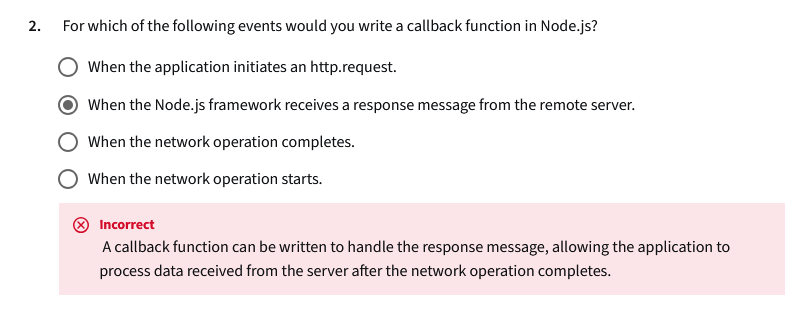 2. For which of the following events would you write a callback function in Node.js?
When the application initiates an http.request.
When the Node.js framework receives a response message from the remote server.
When the network operation completes.
When the network operation starts.
Incorrect
A callback function can be written to handle the response message, allowing the application to
process data received from the server after the network operation completes.